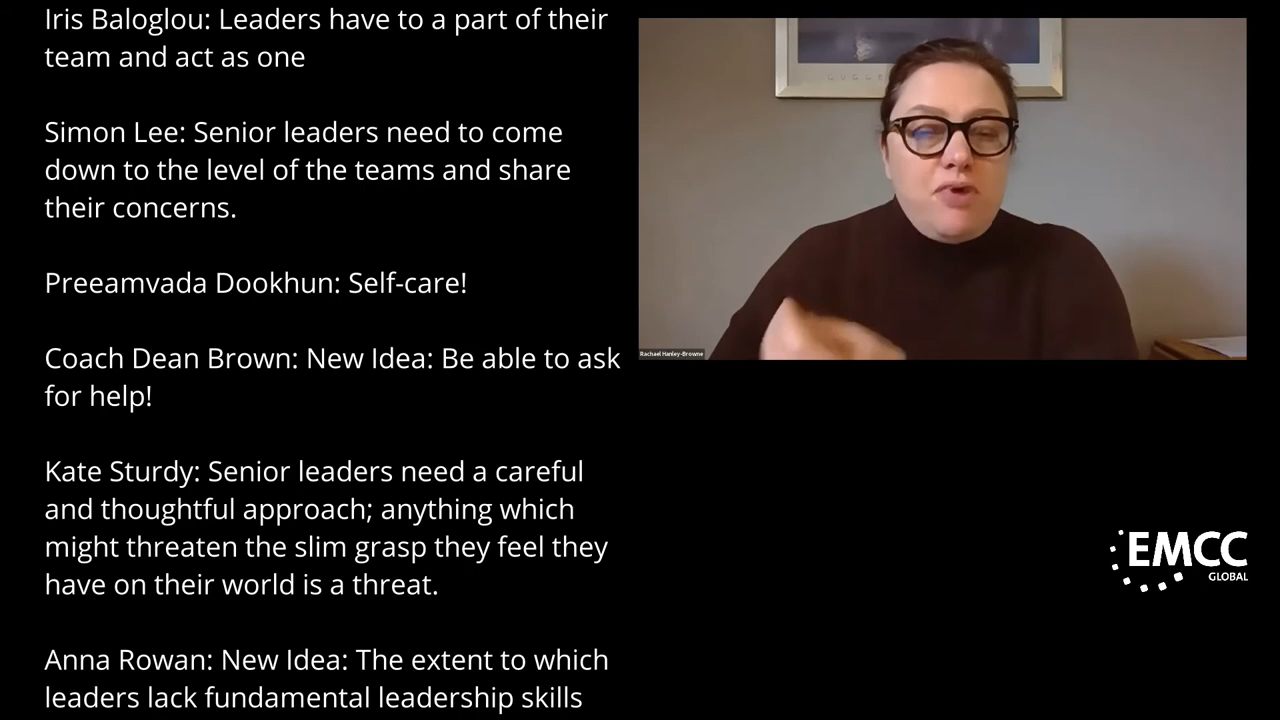 Iris Baloglou: Leaders have to a part of their
team and act as one
Simon Lee: Senior leaders need to come
down to the level of the teams and share
their concerns.
Preeamvada Dookhun: Self-care!
Coach Dean Brown: New Idea: Be able to ask
for help!
Kate Sturdy: Senior leaders need a careful
and thoughtful approach; anything which
might threaten the slim grasp they feel they
have on their world is a threat.
Anna Rowan: New Idea: The extent to which
leaders lack fundamental leadership skills
Rachael Hanley-Browne
EMCC
GLOBAL